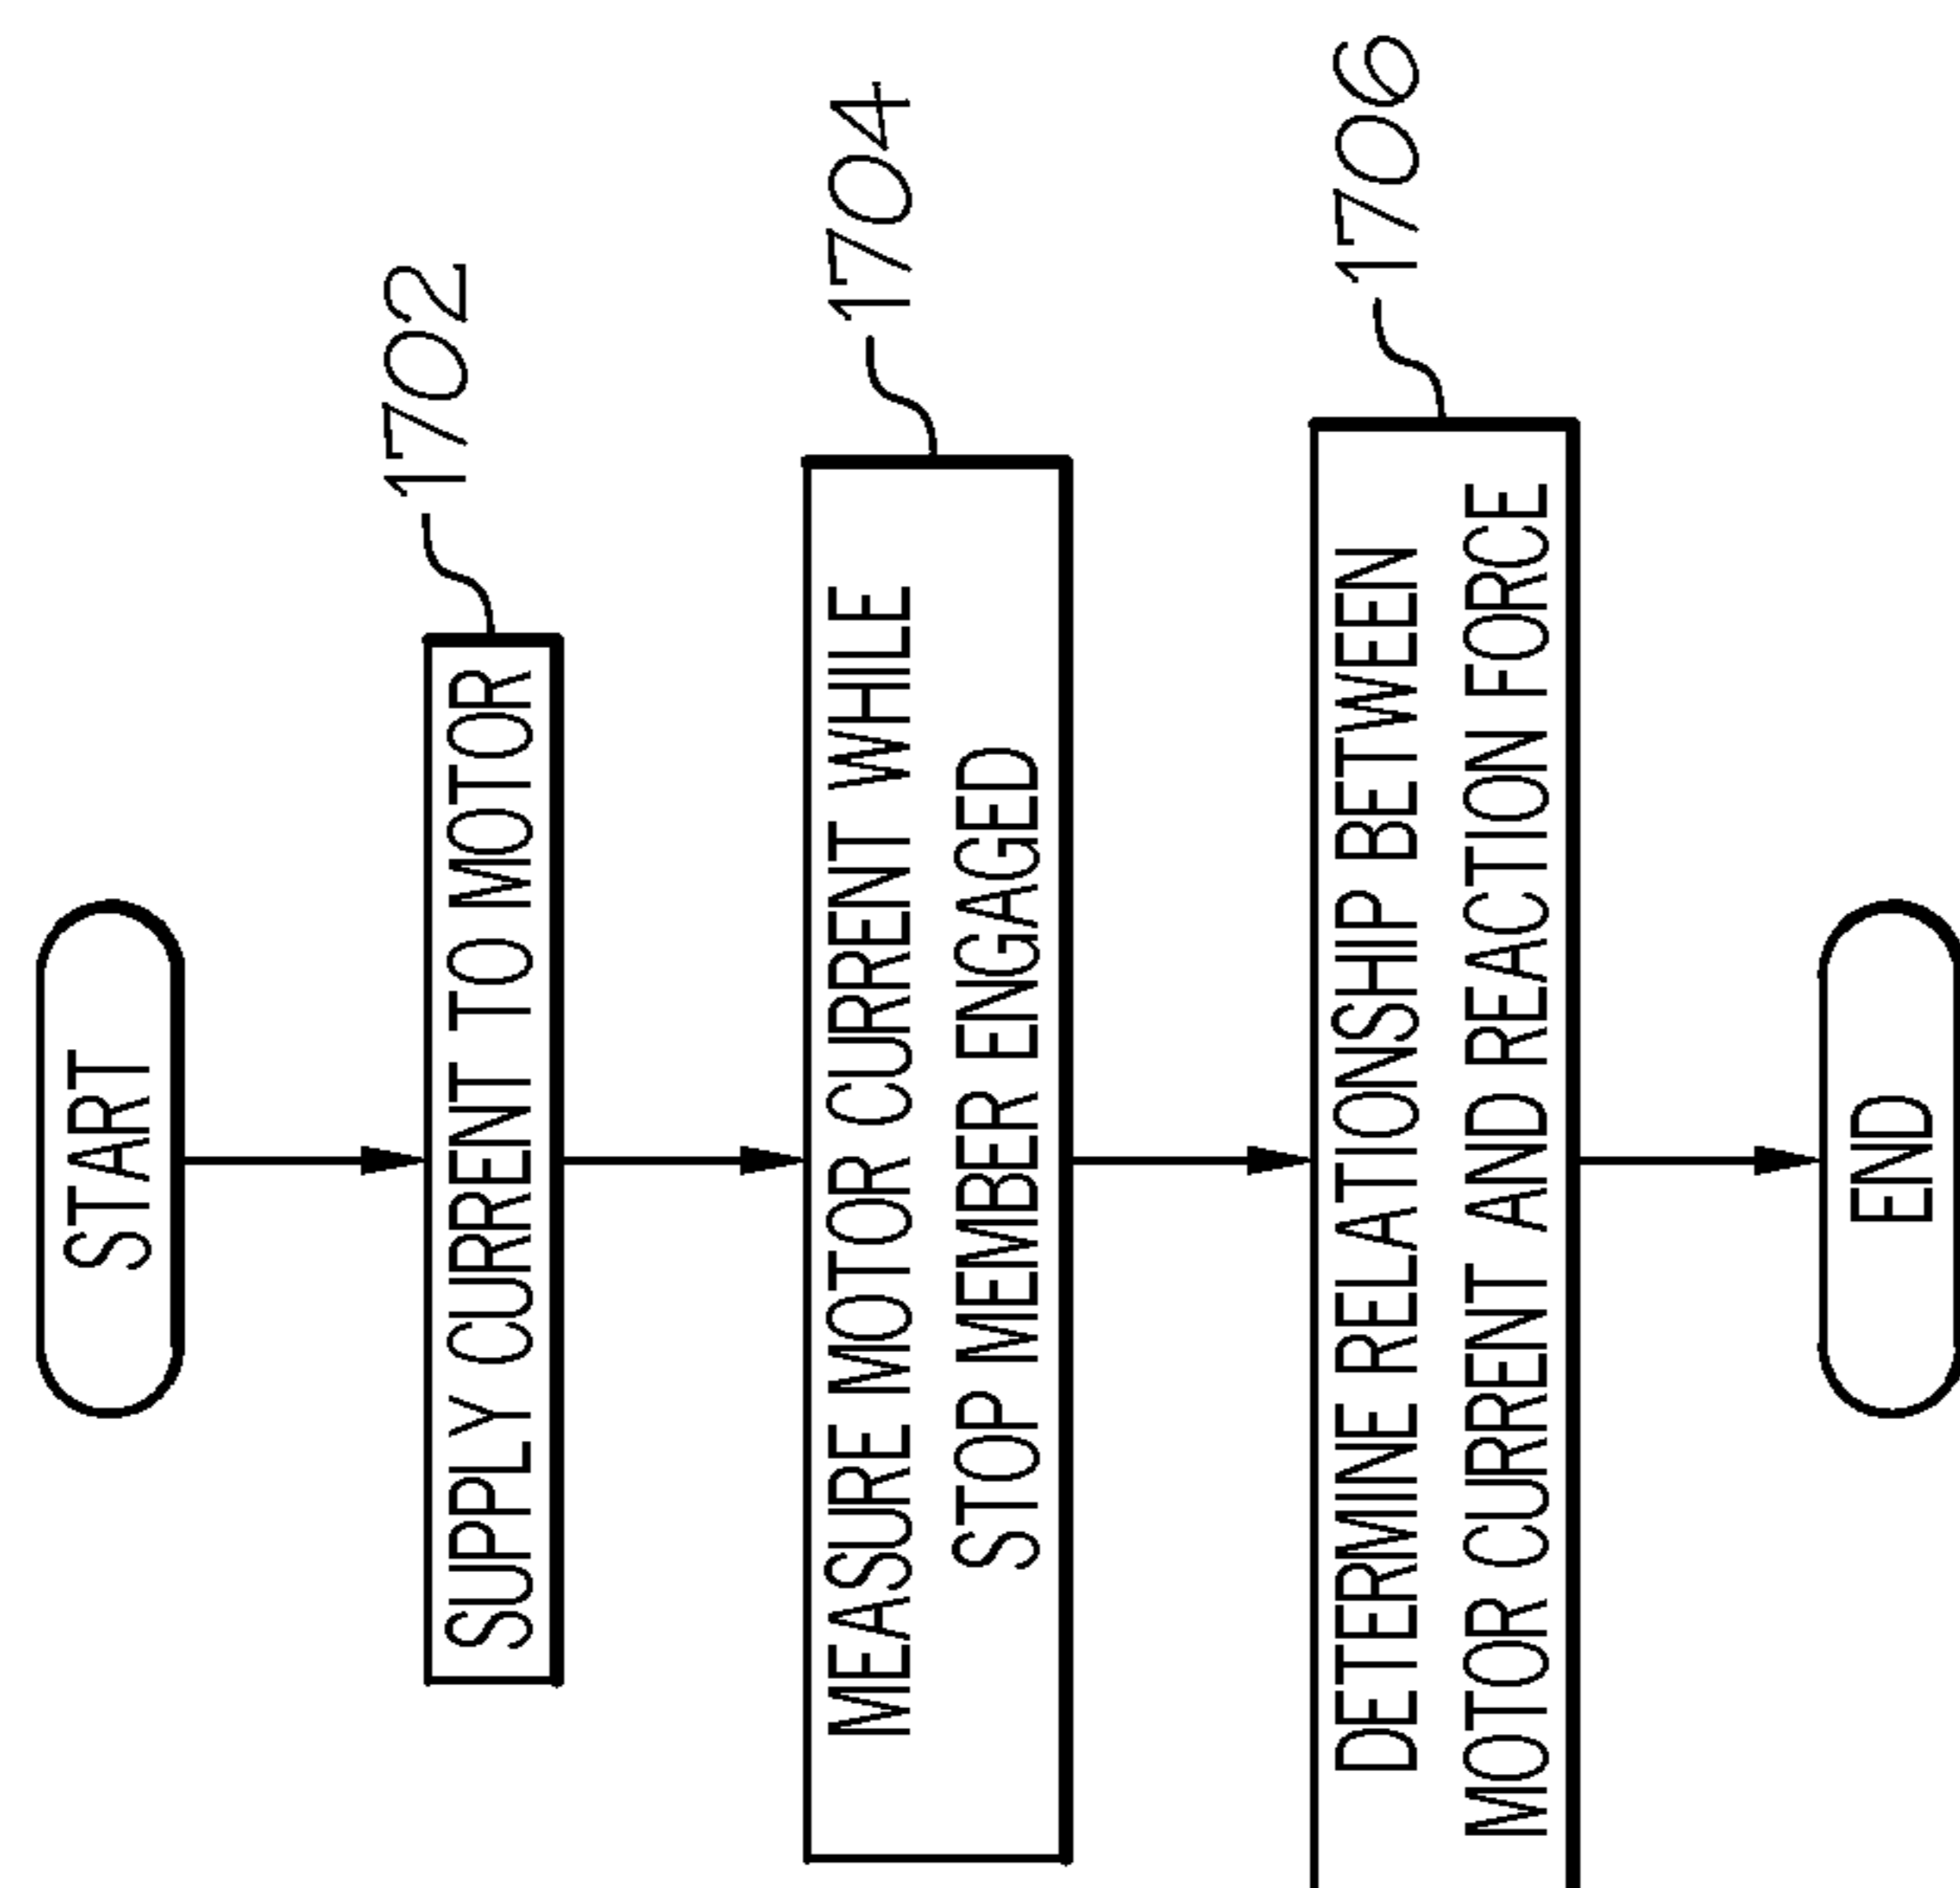 START
1702
SUPPLY CURRENT TO MOTOR
1704
MEASURE MOTOR CURRENT WHILE
STOP MEMBER ENGAGED
1706
DETERMINE RELATIONSHIP BETWEEN
MOTOR CURRENT AND REACTION FORCE
END